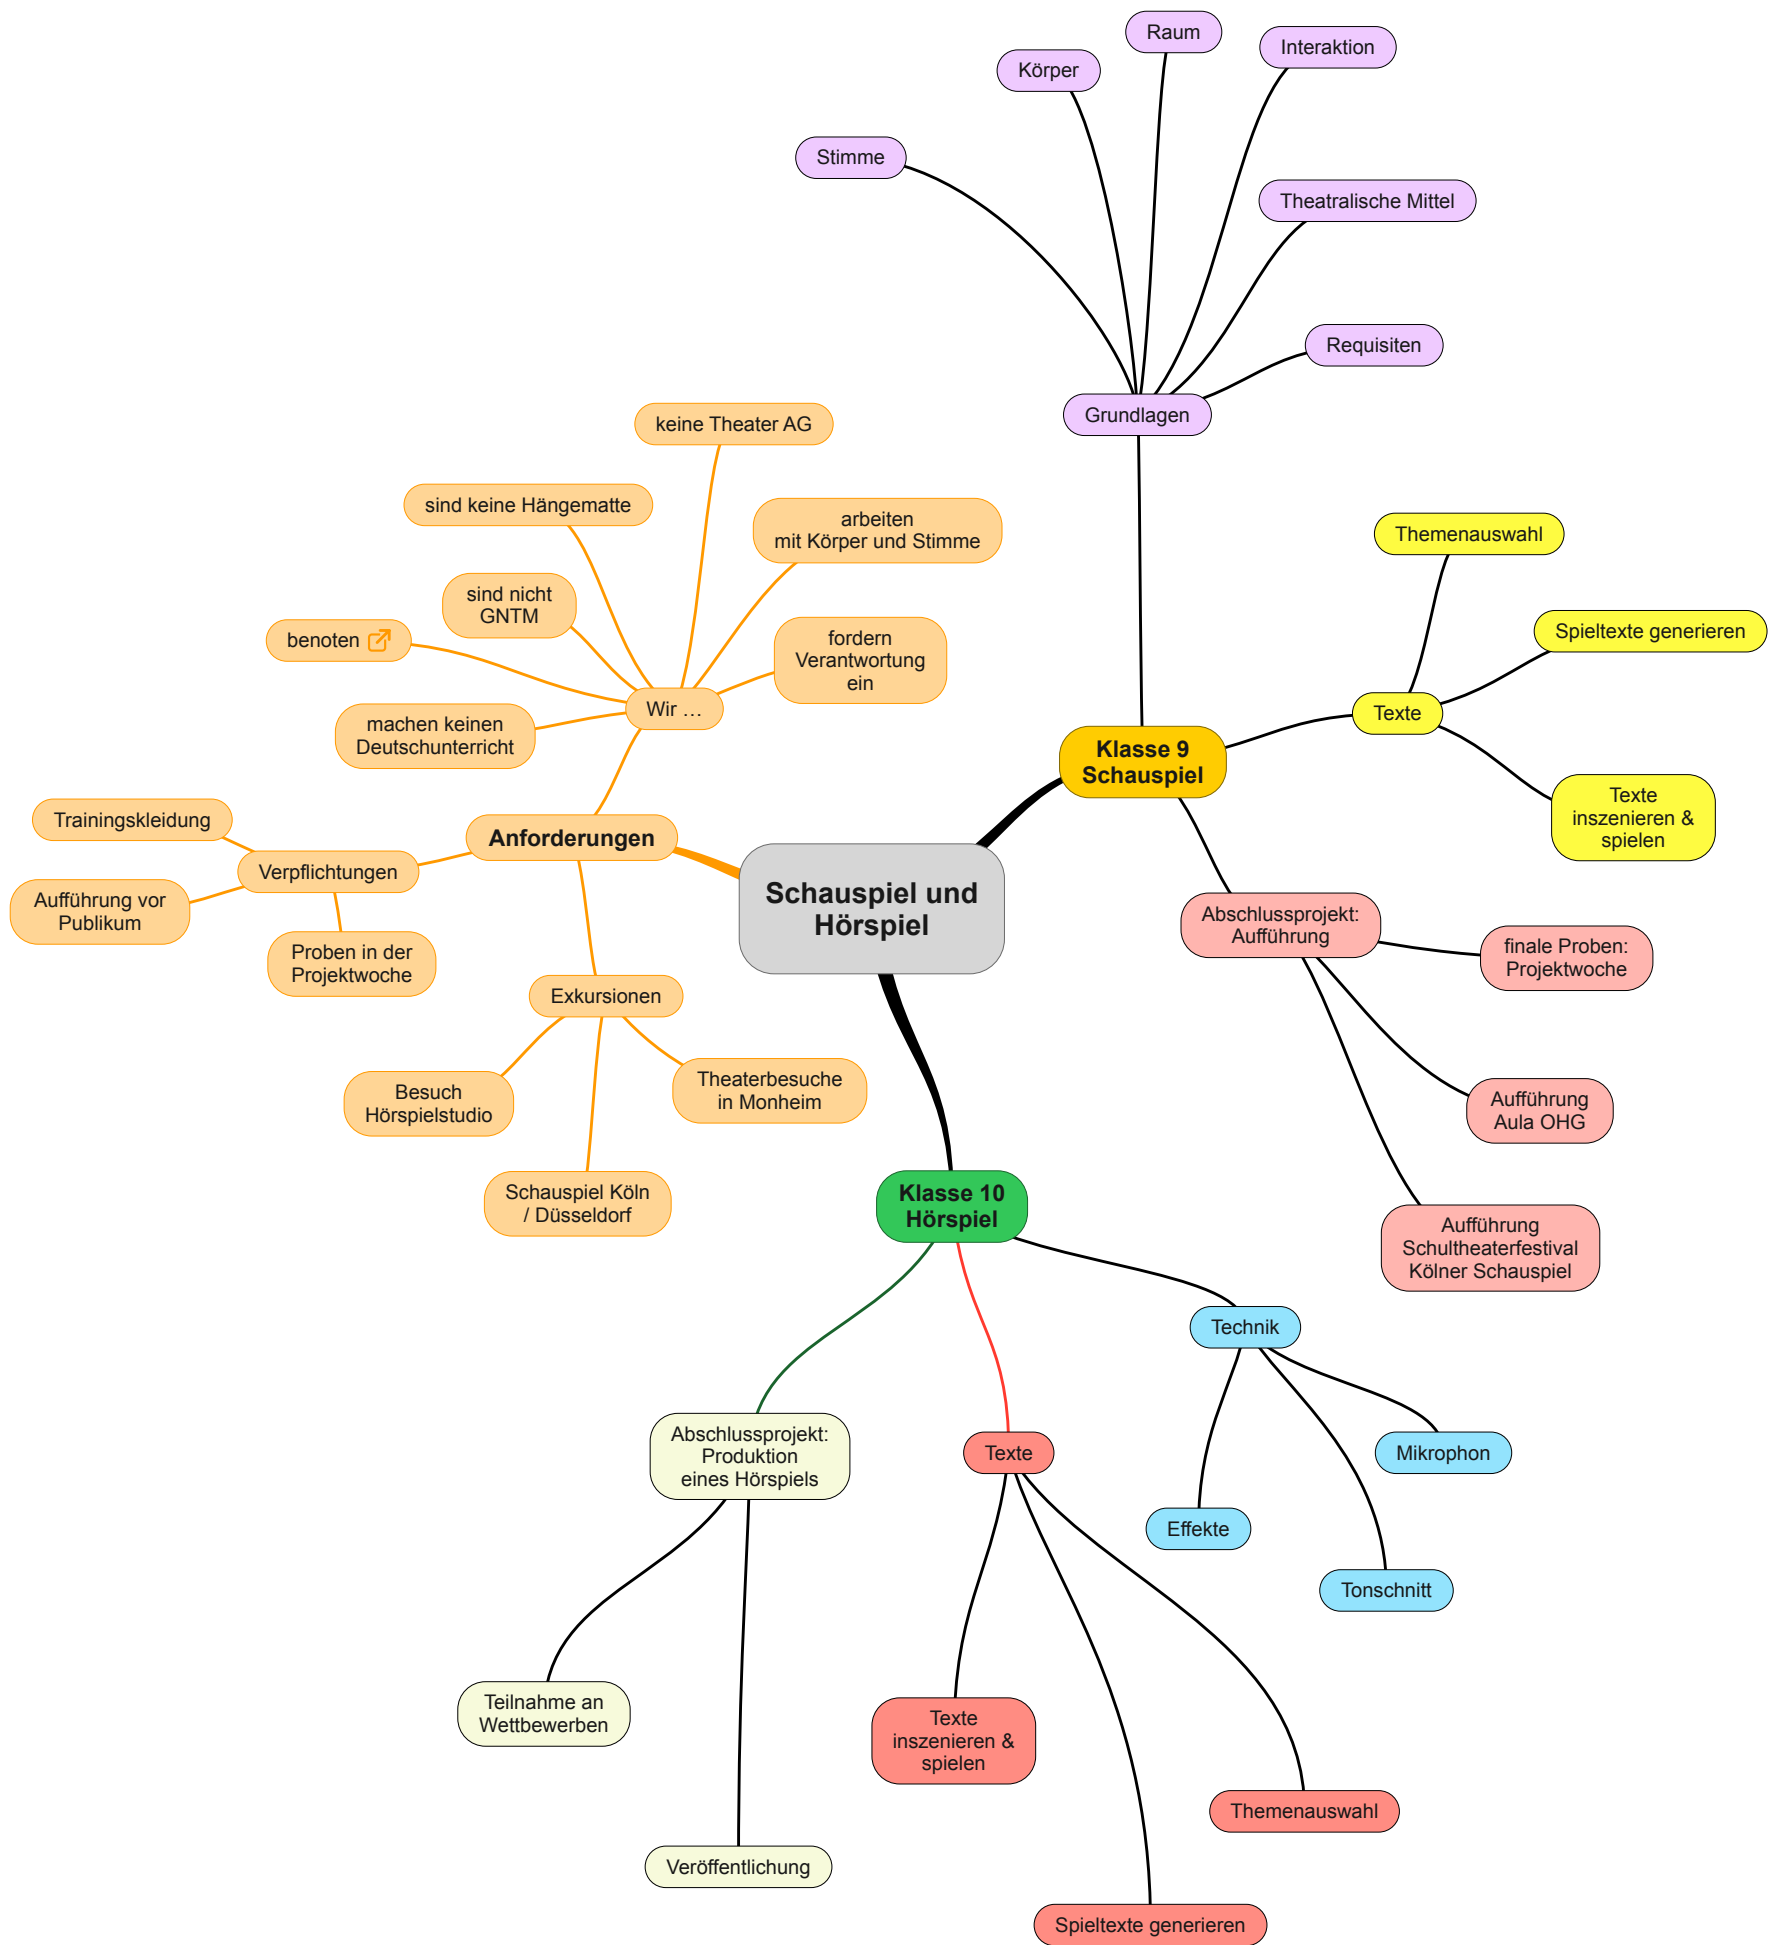 Raum
Interaktion
Körper
Stimme
Theatralische Mittel
Requisiten
Grundlagen
keine Theater AG
sind keine Hängematte
arbeiten
mit Körper und Stimme
sind nicht
GNTM
benoten
fordern
Verantwortung
ein
Wir ...
machen keinen
Deutschunterricht
Themenauswahl
Spieltexte generieren
Texte
Texte
inszenieren &
spielen
Klasse 9
Schauspiel
Trainingskleidung
Anforderungen
Verpflichtungen
Aufführung vor
Publikum
Proben in der
Projektwoche
Schauspiel und
Hörspiel
Abschlussprojekt:
Aufführung
finale Proben:
Projektwoche
Exkursionen
Besuch
Hörspielstudio
Theaterbesuche
in Monheim
Schauspiel Köln
/ Düsseldorf
Aufführung
Aula OHG
Aufführung
Schultheaterfestival
Kölner Schauspiel
Klasse 10
Hörspiel
Technik
Mikrophon
Effekte
Tonschnitt
Abschlussprojekt:
Produktion
eines Hörspiels
Texte
Teilnahme an
Wettbewerben
Texte
inszenieren &
spielen
Themenauswahl
Veröffentlichung
Spieltexte generieren